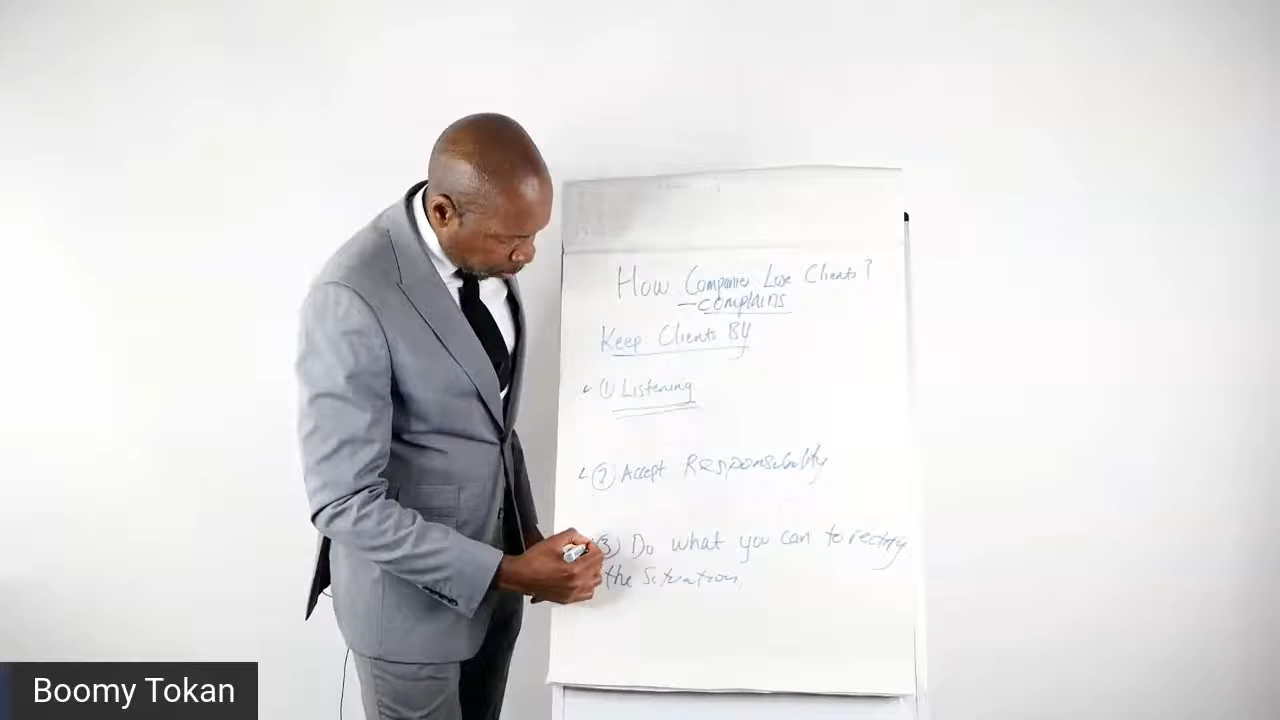 How Companies Lose Clients?
- complains
Keep Clients By
① Listening
② Accept Responsibility
③ Do what you can to rectify
the Situation.
Boomy Tokan